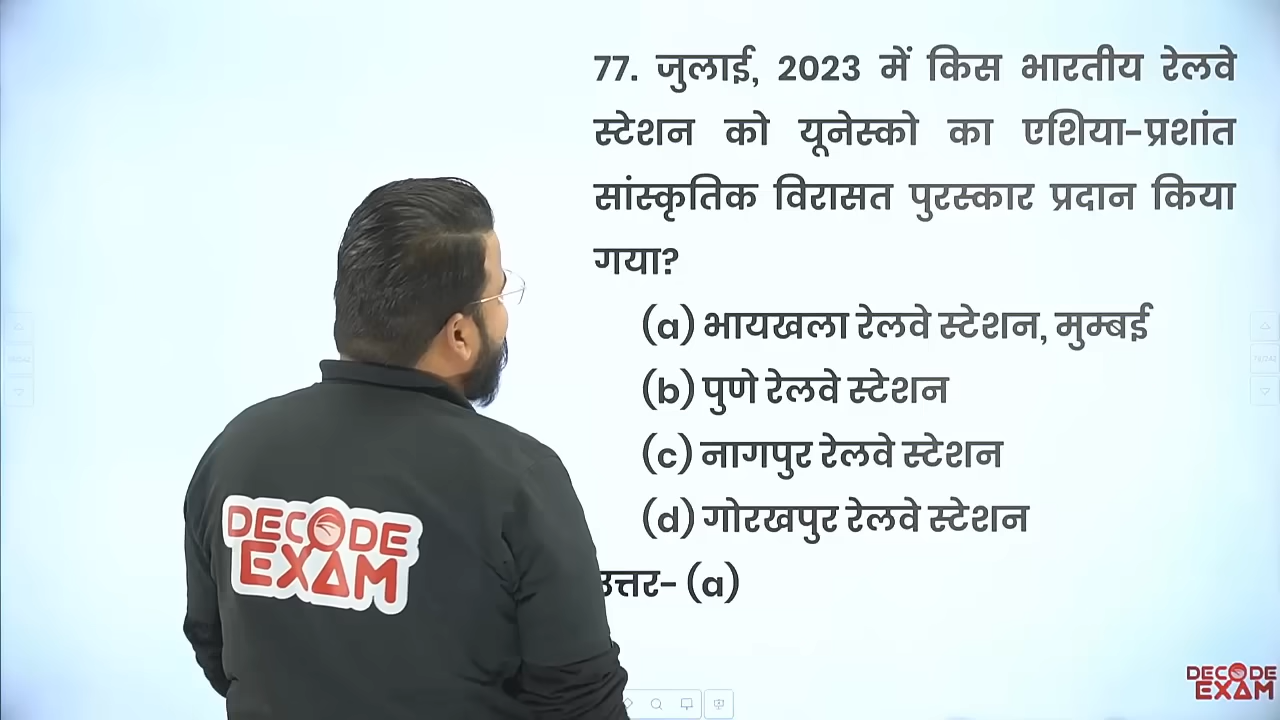 77. जुलाई, 2023 में किस भारतीय रेलवे
स्टेशन को यूनेस्को का एशिया-प्रशांत
सांस्कृतिक विरासत पुरस्कार प्रदान किया
गया?
(a) भायखला रेलवे स्टेशन, मुम्बई
(b) पुणे रेलवे स्टेशन
(c) नागपुर रेलवे स्टेशन
(d) गोरखपुर रेलवे स्टेशन
उत्तर- (a)
DECODE
EXAM
DECODE
EXAM